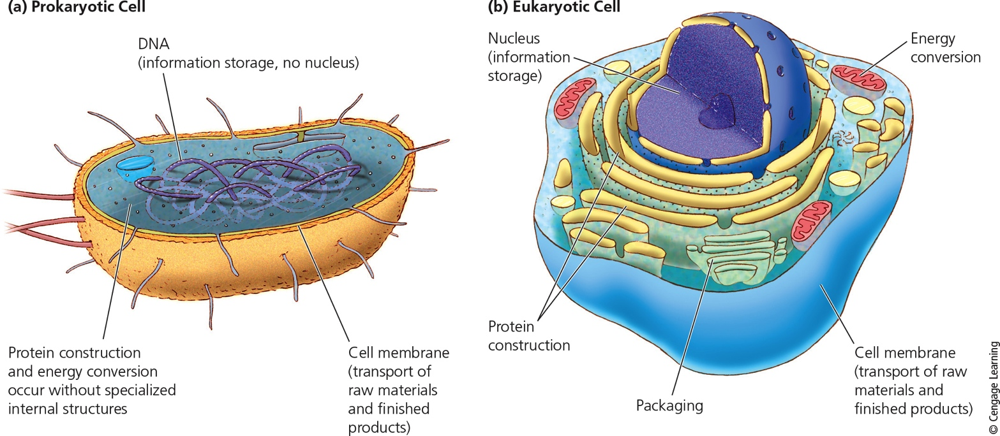 (a) Prokaryotic Cell
DNA
(information storage, no nucleus)
Protein construction
and energy conversion
occur without specialized
internal structures
Cell membrane
(transport of
raw materials
and finished
products)
(b) Eukaryotic Cell
Nucleus
(information
storage)
Energy
conversion
Protein
construction
Packaging
Cell membrane
(transport of raw
materials and
finished products)
© Cengage Learning